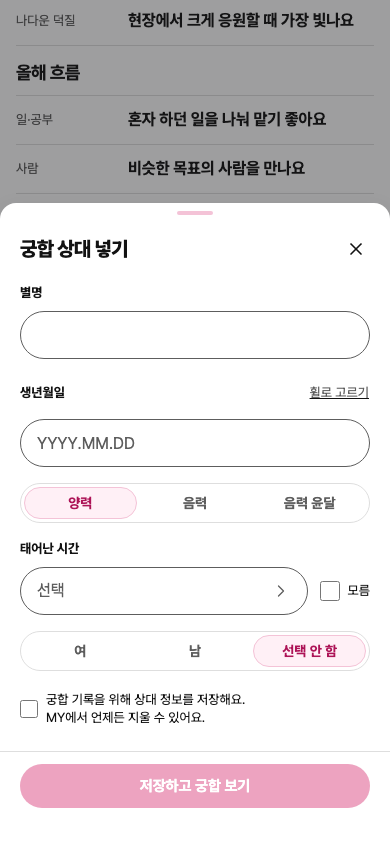 나다운 덕질
현장에서 크게 응원할 때 가장 빛나요
올해 흐름
일·공부
혼자 하던 일을 나눠 맡기 좋아요
사람
비슷한 목표의 사람을 만나요
궁합 상대 넣기
별명
생년월일
휠로 고르기
YYYY.MM.DD
양력
음력
음력 윤달
태어난 시간
선택
모름
여
남
선택 안 함
궁합 기록을 위해 상대 정보를 저장해요.
MY에서 언제든 지울 수 있어요.
저장하고 궁합 보기